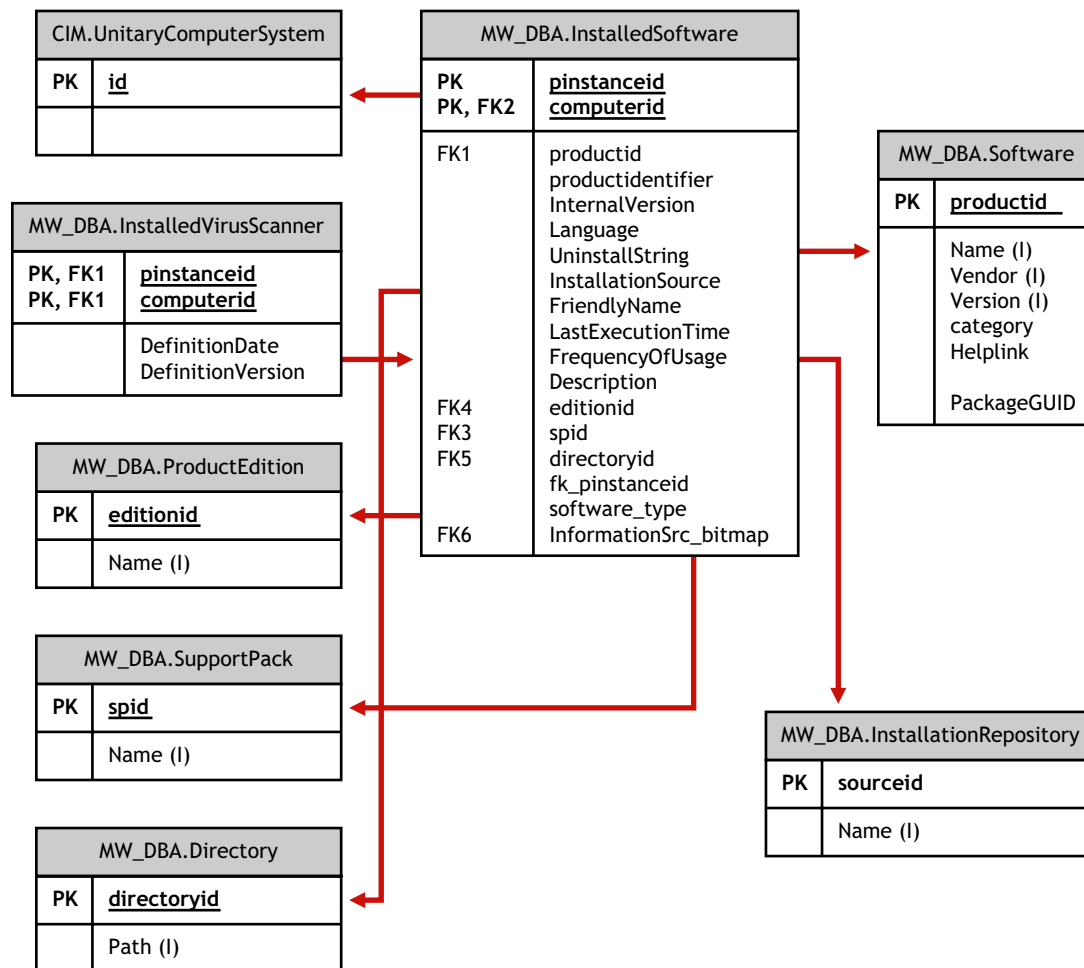 CIM.UnitaryComputerSystem
PK id
MW_DBA.InstalledSoftware
PK pinstanceid
PK, FK2 computerid
FK1 productid
productidentifier
InternalVersion
Language
UninstallString
InstallationSource
FriendlyName
LastExecutionTime
FrequencyOfUsage
Description
FK4 editionid
FK3 spid
FK5 directoryid
fk_pinstanceid
software_type
FK6 InformationSrc_bitmap
MW_DBA.Software
PK productid
Name (I)
Vendor (I)
Version (I)
category
Helplink
PackageGUID
MW_DBA.InstalledVirusScanner
PK, FK1 pinstanceid
PK, FK1 computerid
DefinitionDate
DefinitionVersion
MW_DBA.ProductEdition
PK editionid
Name (I)
MW_DBA.SupportPack
PK spid
Name (I)
MW_DBA.InstallationRepository
PK sourceid
Name (I)
MW_DBA.Directory
PK directoryid
Path (I)